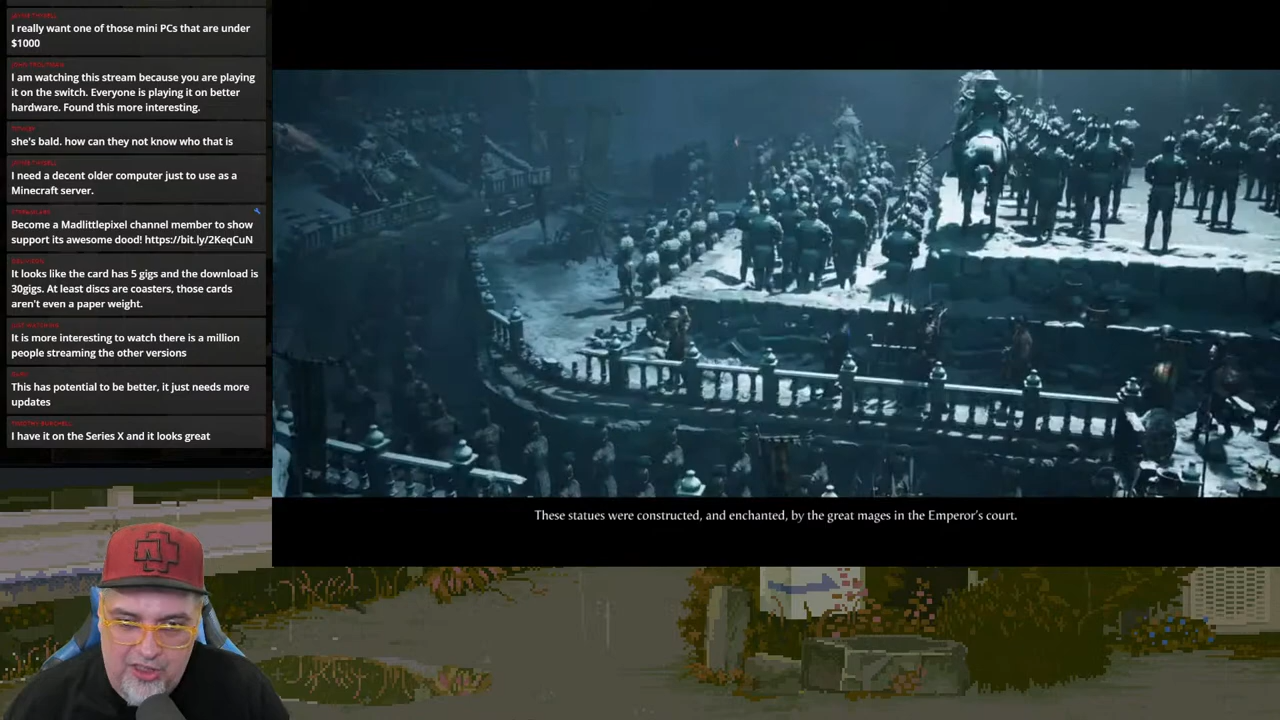 I really want one of those mini PCs that are under
$1000
I am watching this stream because you are playing
it on the switch. Everyone is playing it on better
hardware. Found this more interesting.
she's bald. how can they not know who that is
I need a decent older computer just to use as a
Minecraft server.
Become a Madlittlepixel channel member to show
support its awesome dood! https://bit.ly/2KeqCuN
It looks like the card has 5 gigs and the download is
30gigs. At least discs are coasters, those cards
aren't even a paper weight.
It is more interesting to watch there is a million
people streaming the other versions
This has potential to be better, it just needs more
updates
I have it on the Series X and it looks great
These statues were constructed, and enchanted, by the great mages in the Emperor's court.